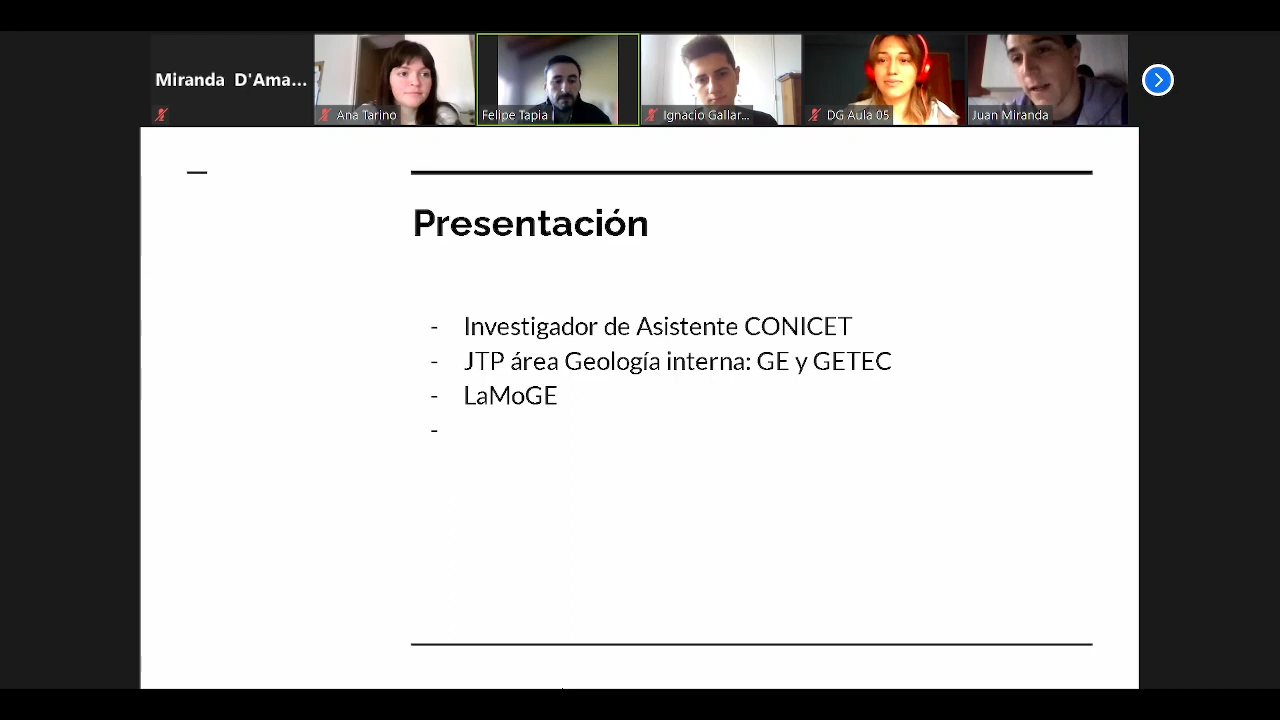 Miranda D'Ama...
Ana Tarino
Felipe Tapia
Ignacio Gallar...
DG Aula 05
Juan Miranda
Presentación
- Investigador de Asistente CONICET
- JTP área Geología interna: GE y GETEC
- LaMoGE
-